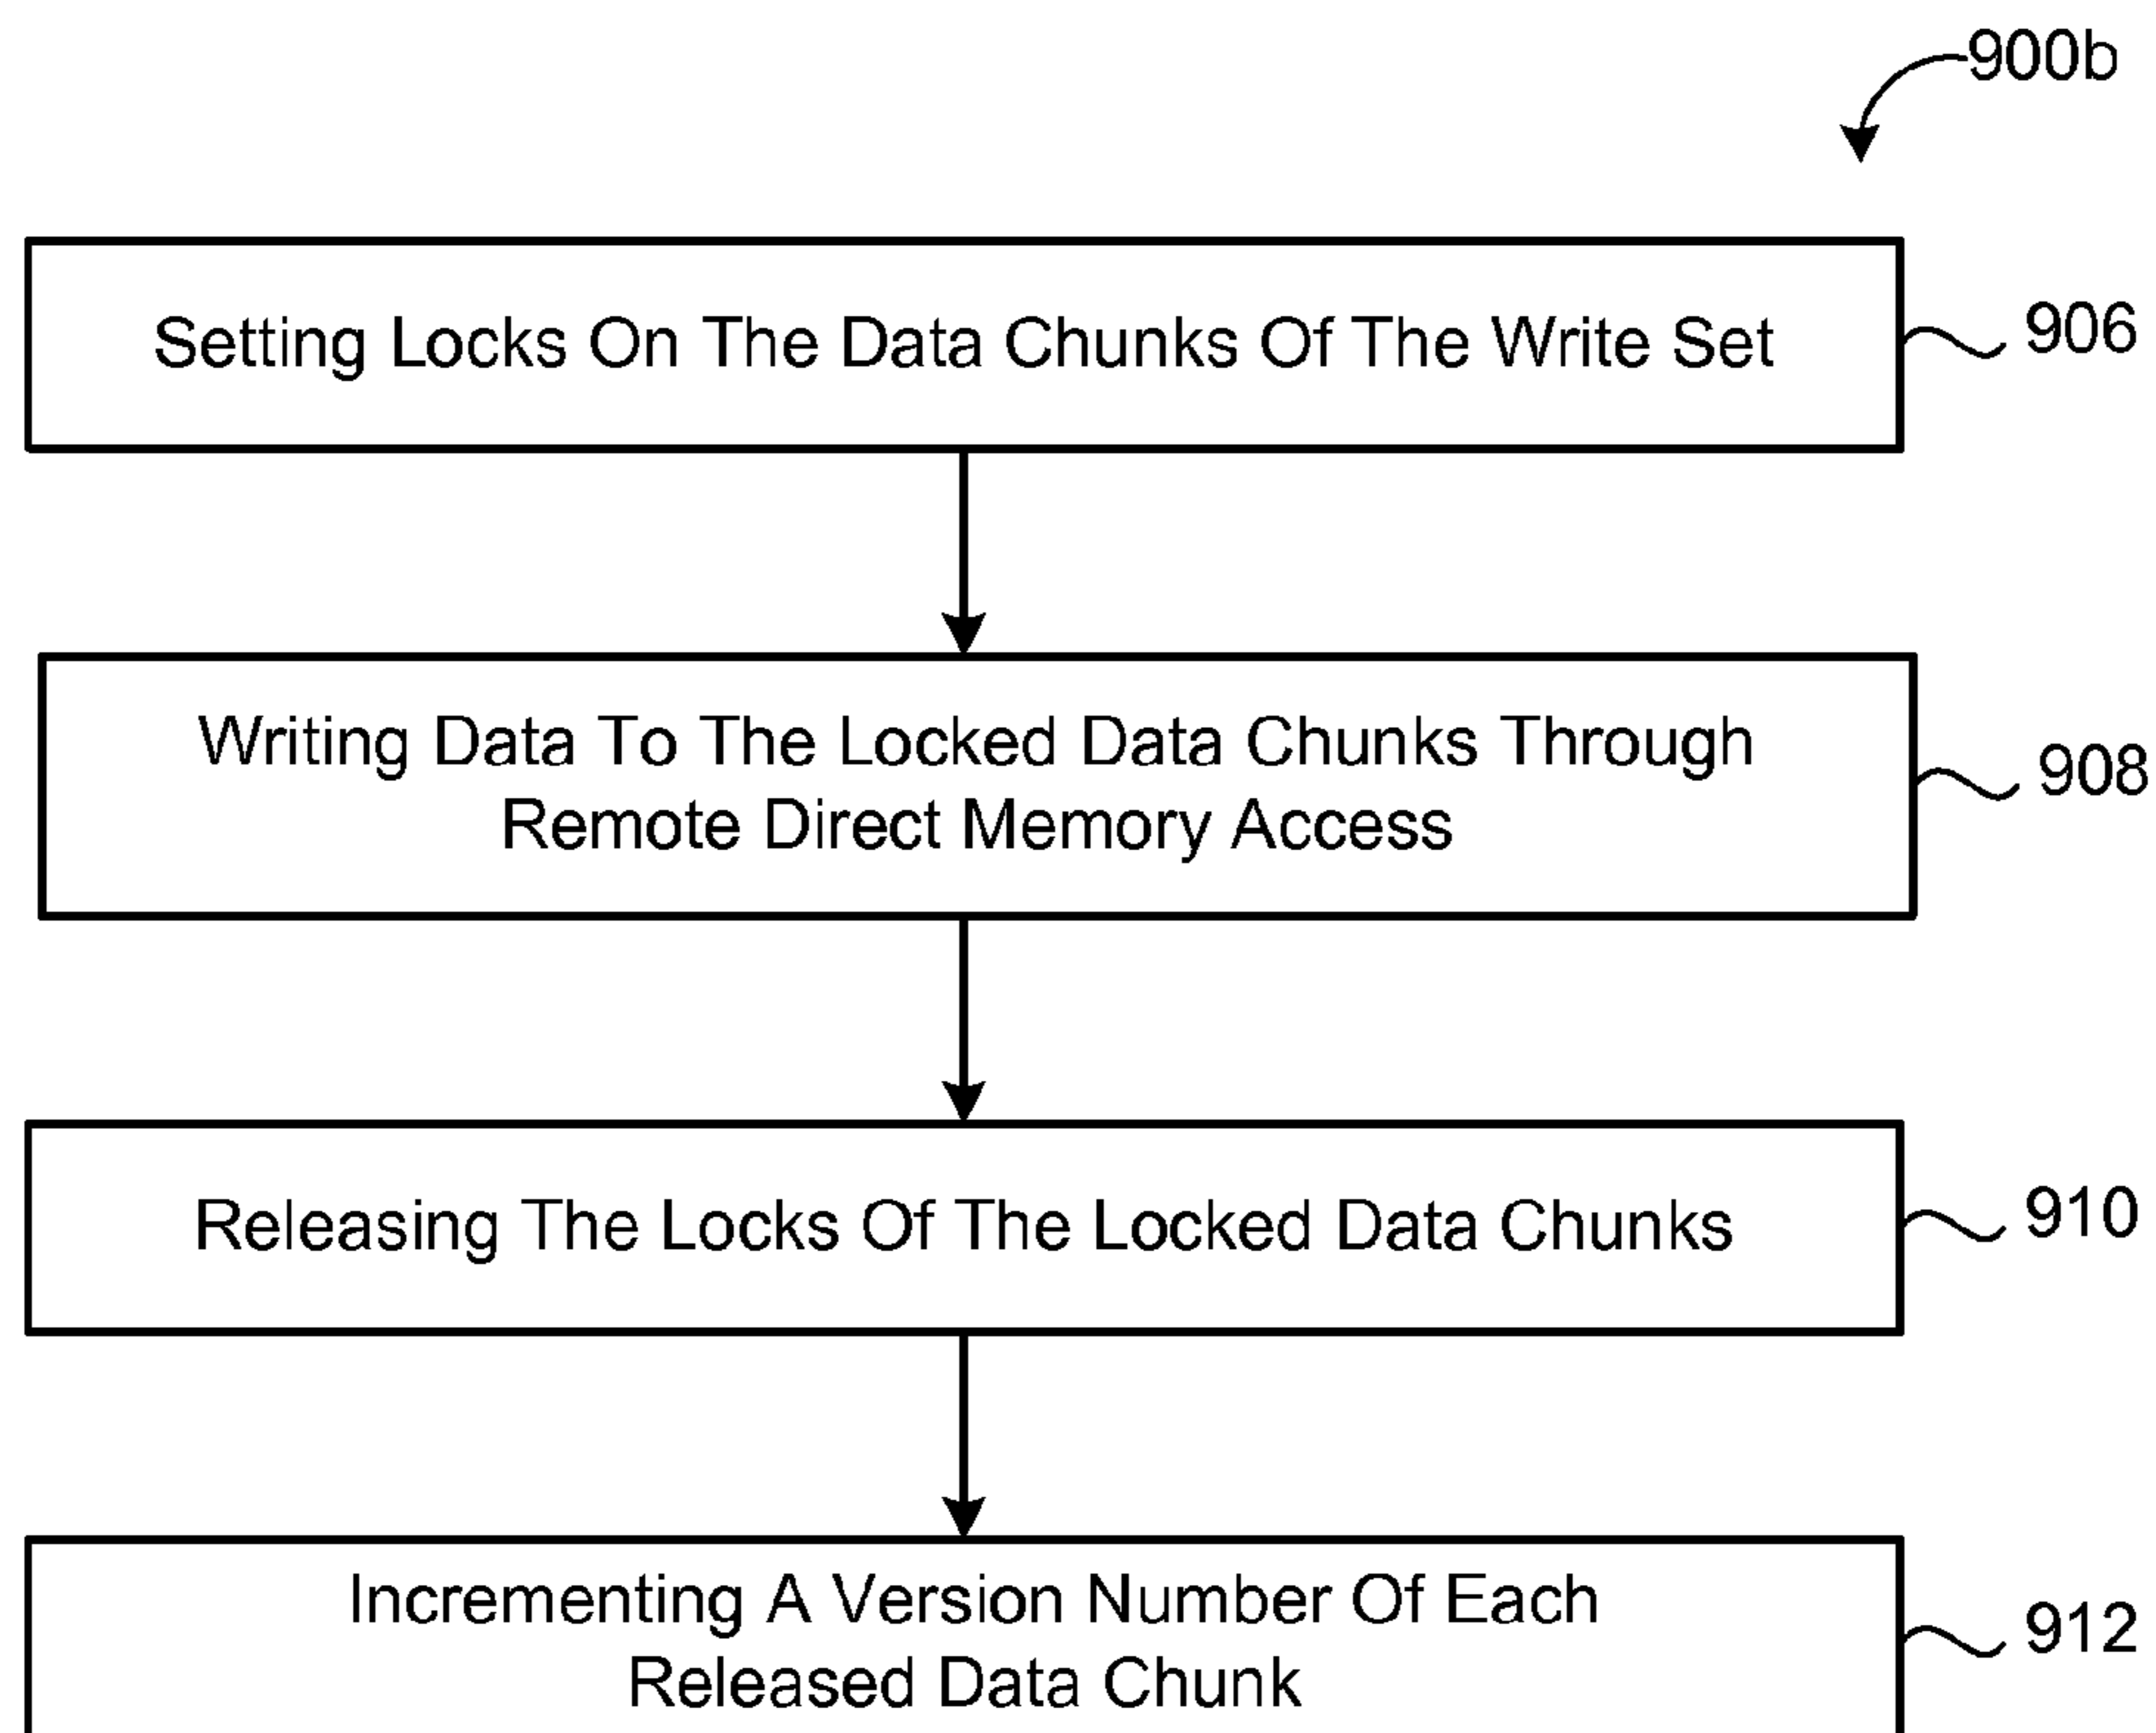 900b
Setting Locks On The Data Chunks Of The Write Set
906
Writing Data To The Locked Data Chunks Through
Remote Direct Memory Access
908
Releasing The Locks Of The Locked Data Chunks
910
Incrementing A Version Number Of Each
Released Data Chunk
912